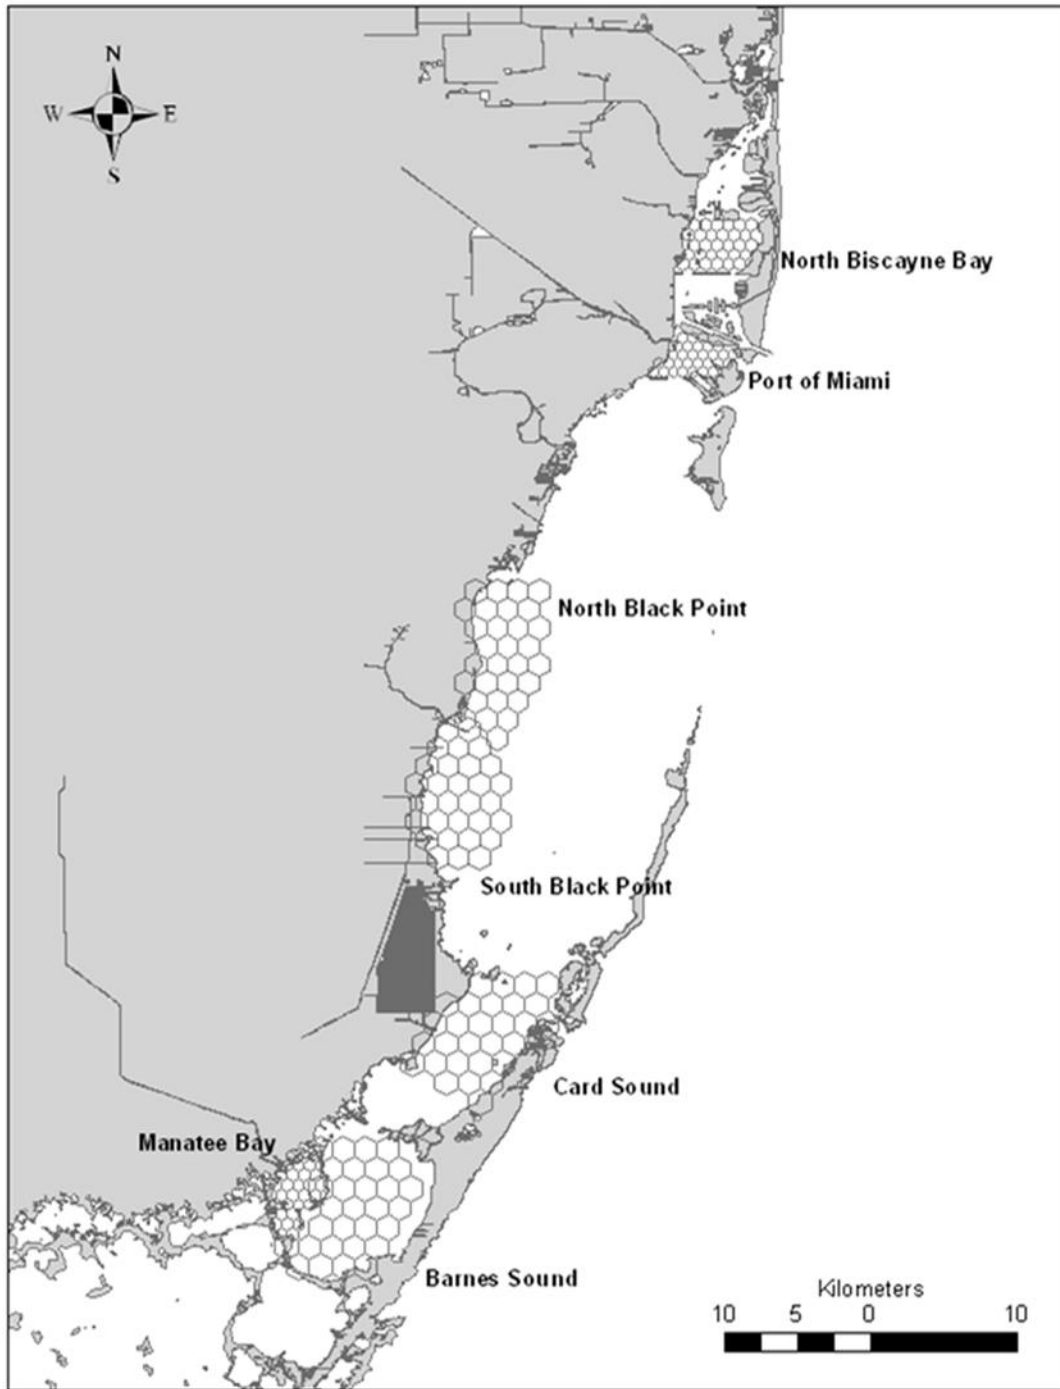 N
W E
S
North Biscayne Bay
Port of Miami
North Black Point
South Black Point
Card Sound
Manatee Bay
Barnes Sound
Kilometers
10 5 0 10